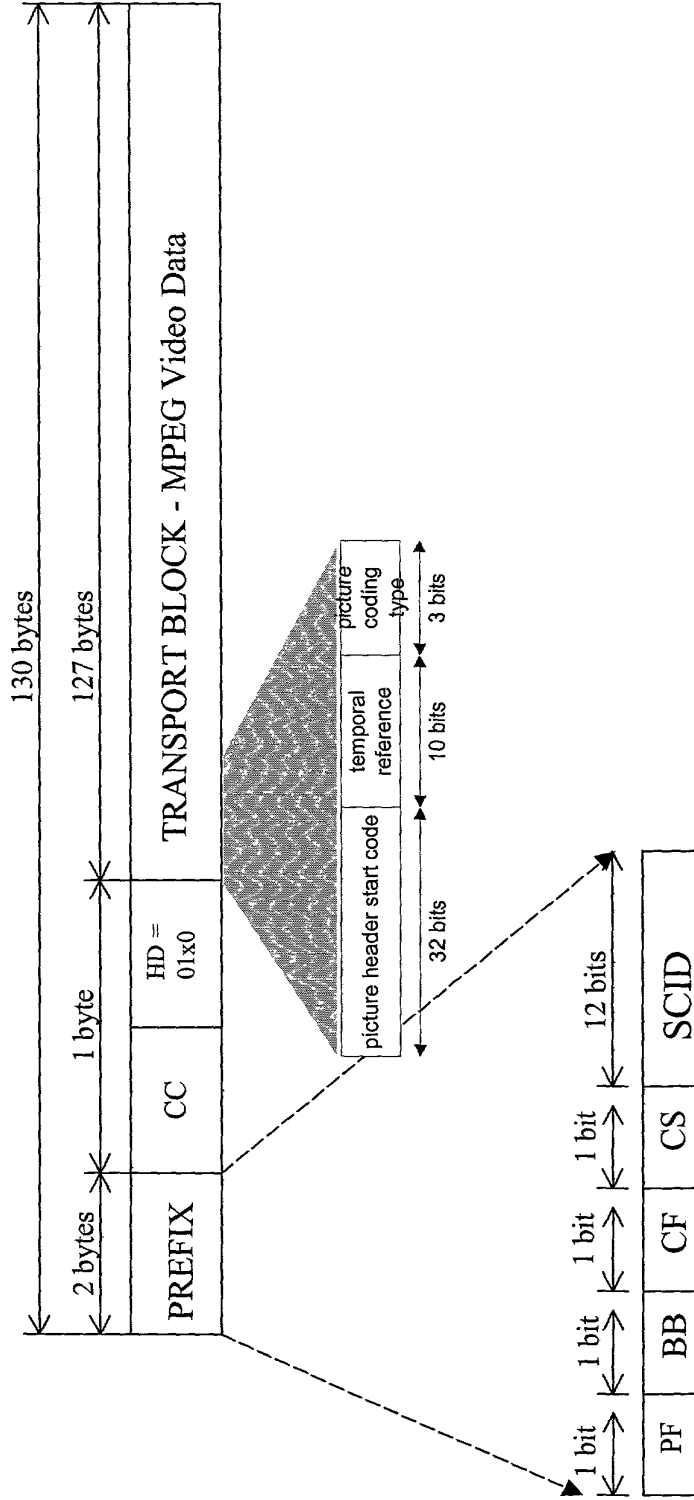 130 bytes
2 bytes
1 byte
127 bytes
PREFIX
CC
HD =
01x0
TRANSPORT BLOCK - MPEG Video Data
picture header start code
temporal
reference
picture
coding
type
32 bits
10 bits
3 bits
1 bit
1 bit
1 bit
1 bit
12 bits
PF
BB
CF
CS
SCID